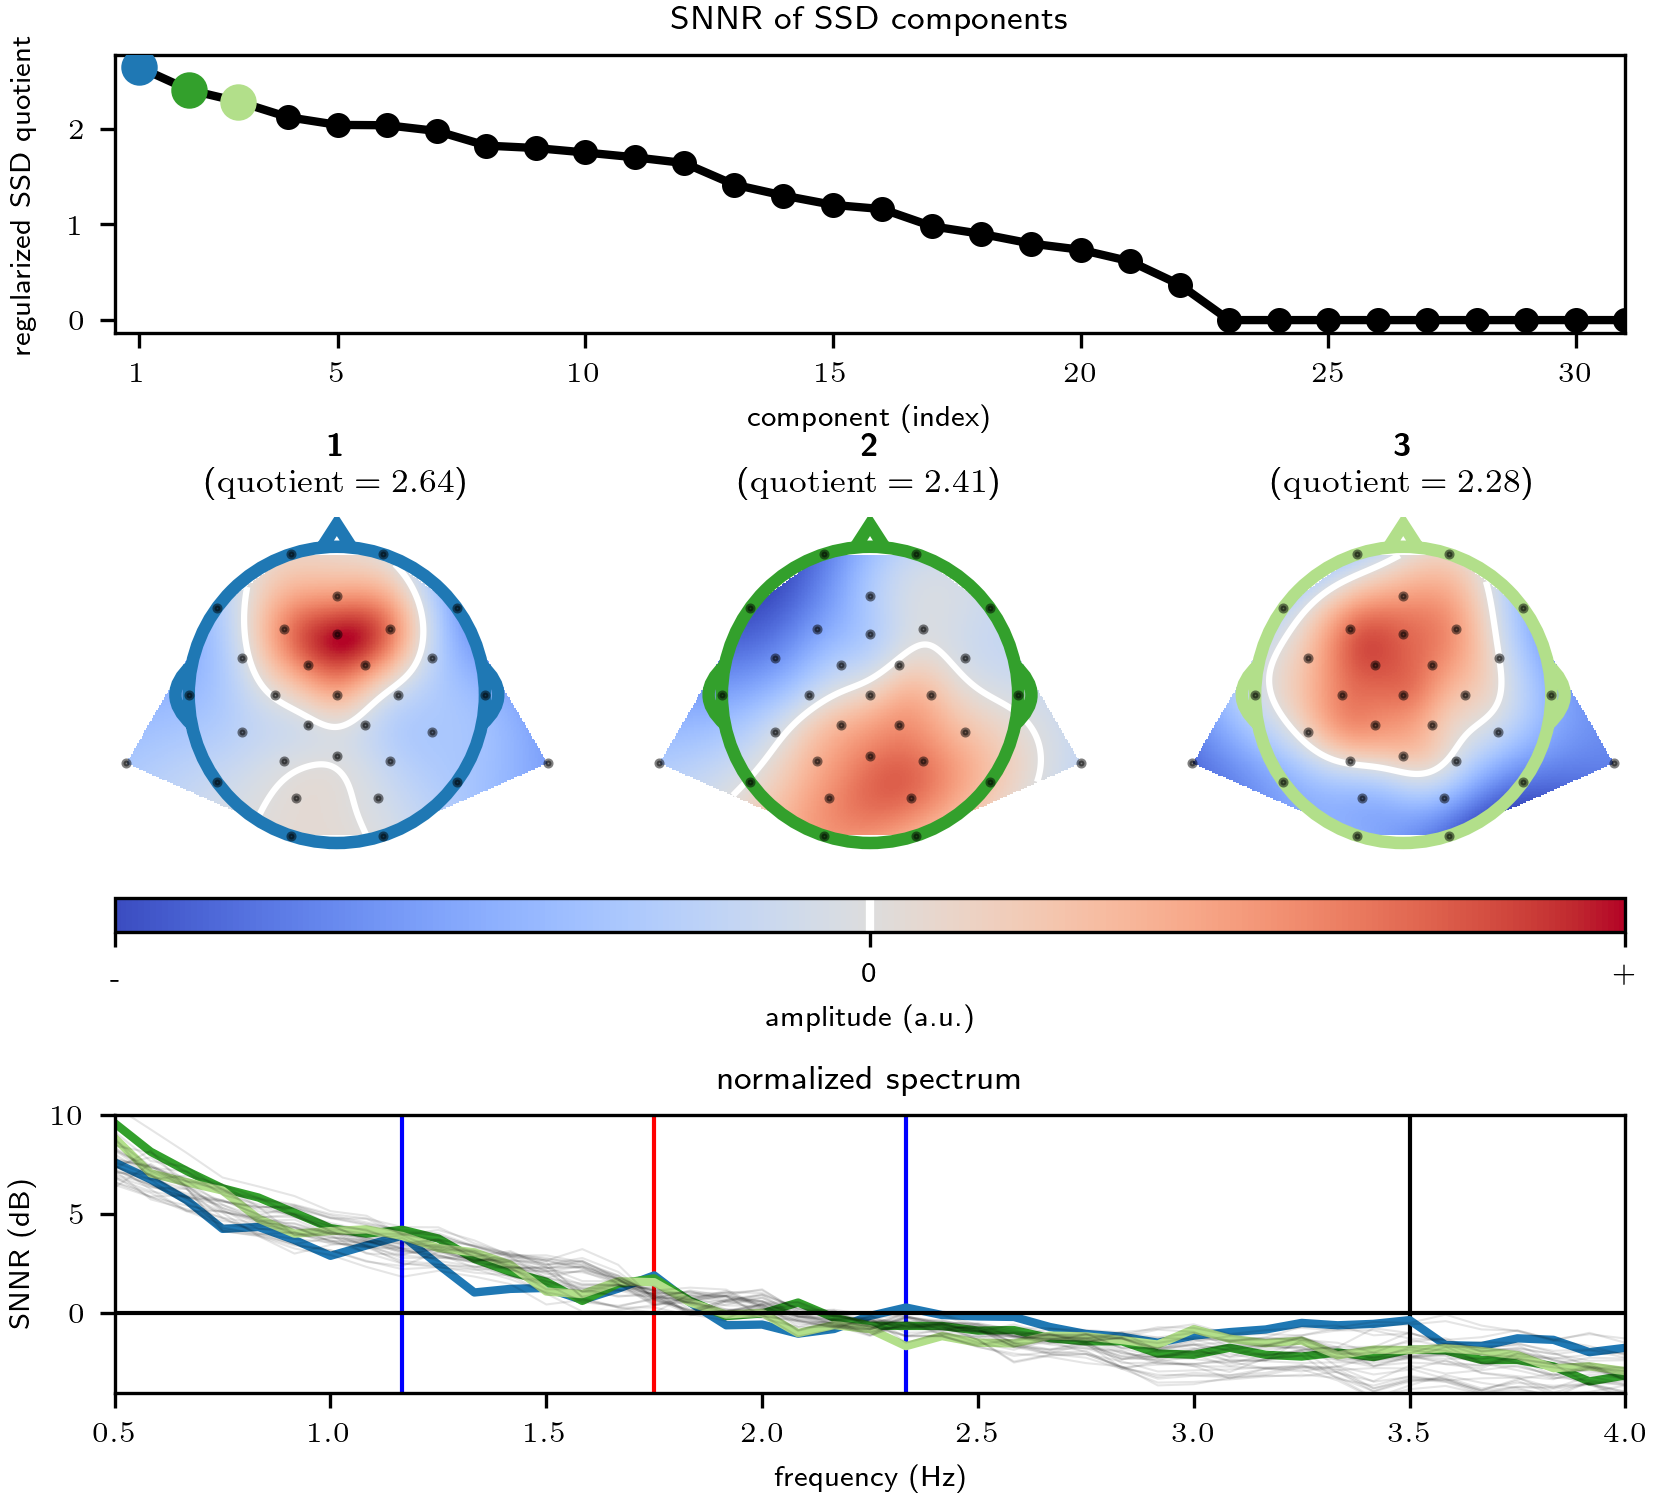 SNNR of SSD components
regularized SSD quotient
2
1
0
1 5 10 15 20 25 30
component (index)
1 2 3
(quotient = 2.64) (quotient = 2.41) (quotient = 2.28)
- 0 +
amplitude (a.u.)
normalized spectrum
SNNR (dB)
10
5
0
0.5 1.0 1.5 2.0 2.5 3.0 3.5 4.0
frequency (Hz)